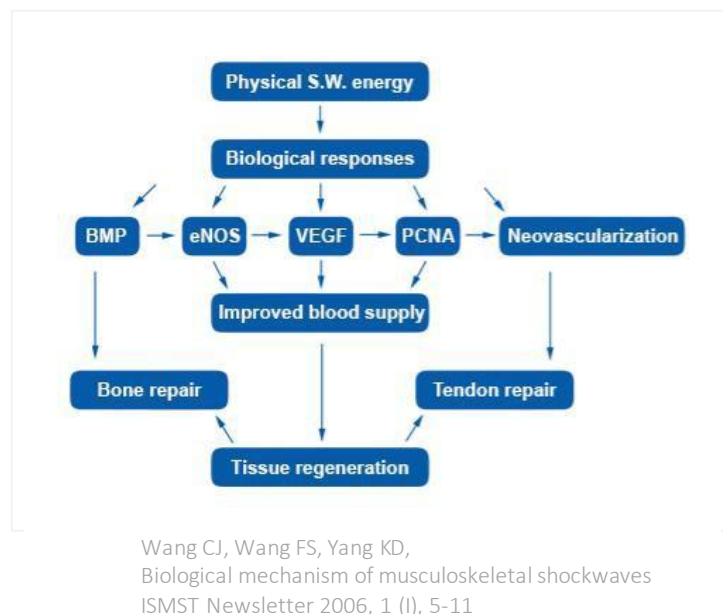 Physical S.W. energy
Biological responses
BMP
eNOS
VEGF
PCNA
Neovascularization
Improved blood supply
Bone repair
Tendon repair
Tissue regeneration
Wang CJ, Wang FS, Yang KD,
Biological mechanism of musculoskeletal shockwaves
ISMST Newsletter 2006, 1 (I), 5-11